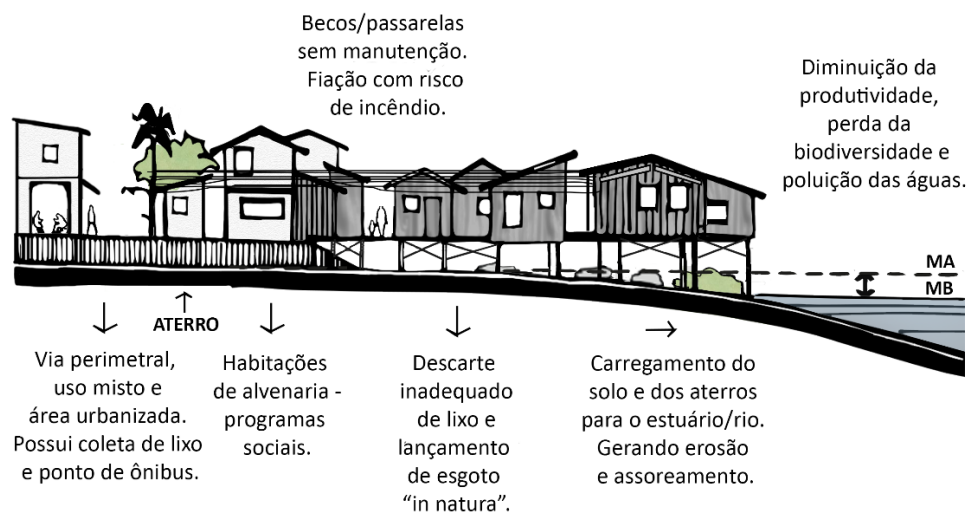 Becos/passarelas
sem manutenção.
Fiação com risco
de incêndio.
Diminuição da
produtividade,
perda da
biodiversidade e
poluição das águas.
MA
MB
ATERRO
Via perimetral,
uso misto e
área urbanizada.
Possui coleta de lixo
e ponto de ônibus.
Habitações
de alvenaria -
programas
sociais.
Descarte
inadequado
de lixo e
lançamento
de esgoto
“in natura”.
Carregamento do
solo e dos aterros
para o estuário/rio.
Gerando erosão
e assoreamento.